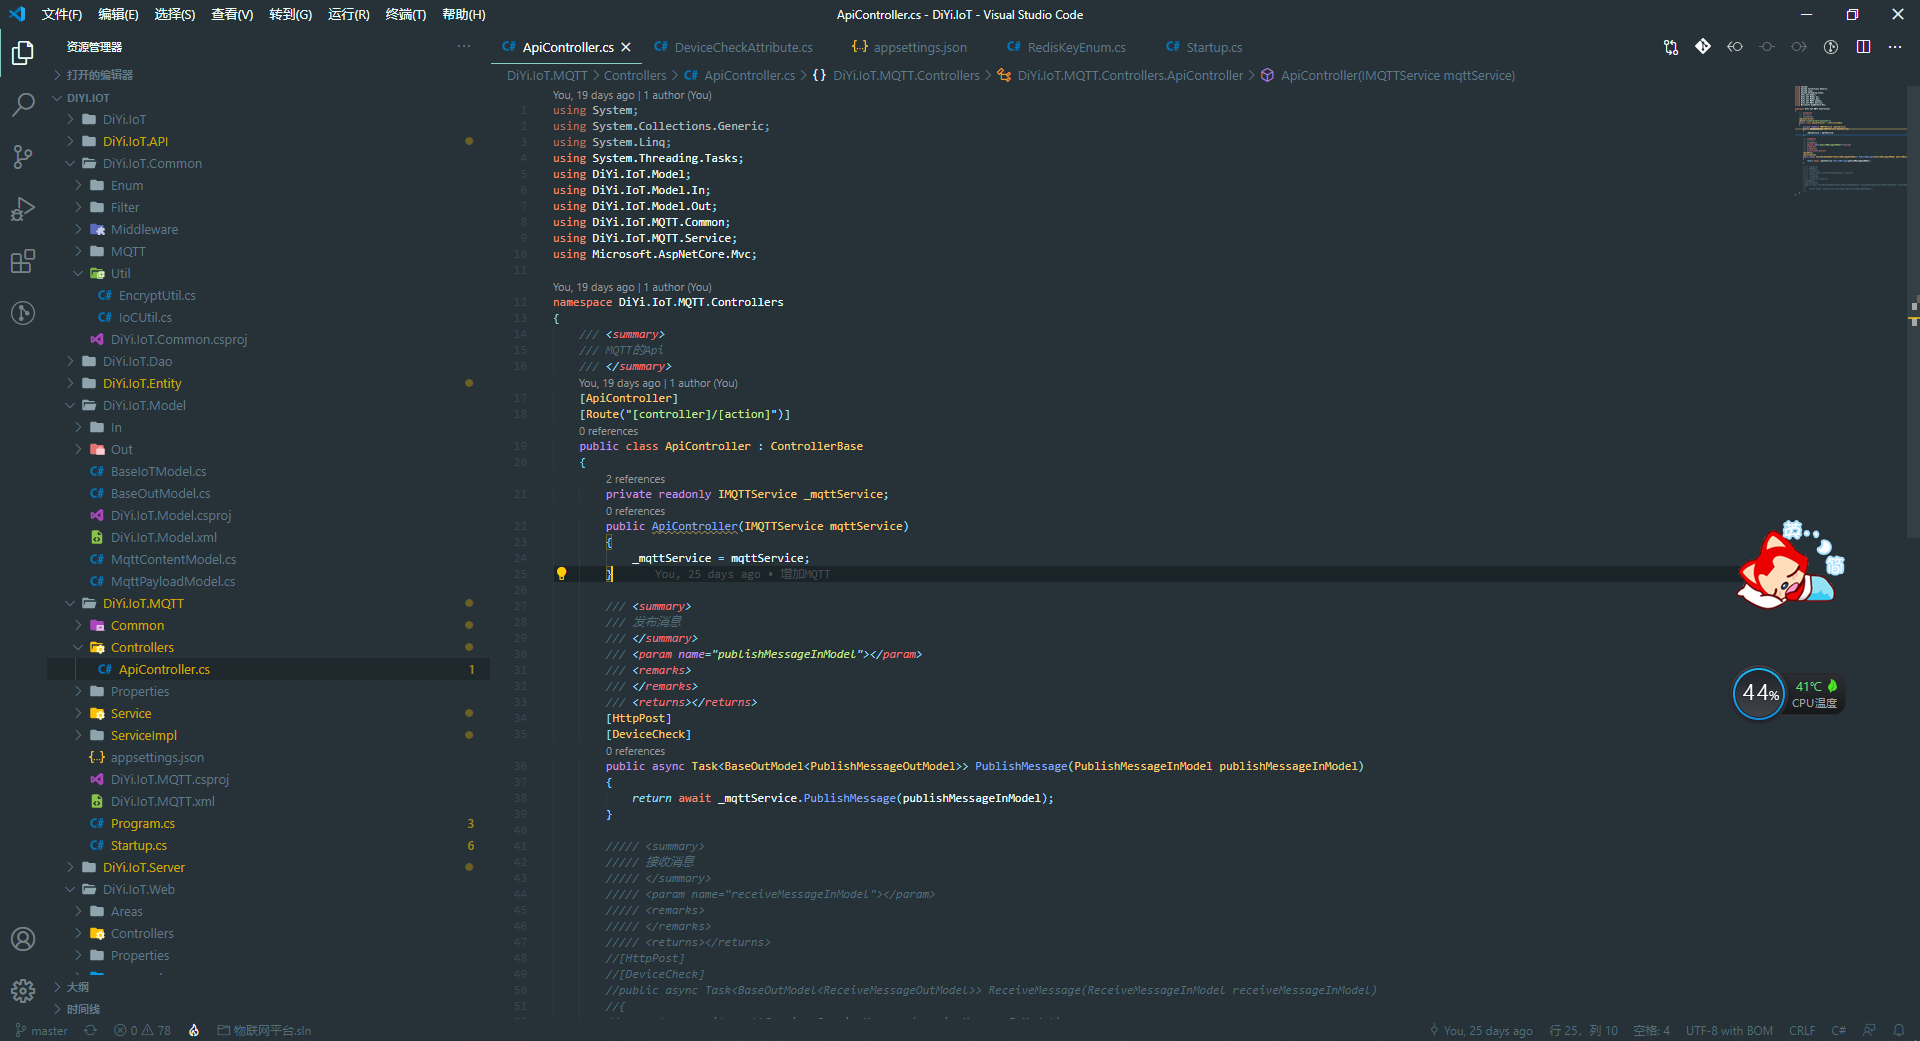 文件(F) 编辑(E) 选择(S) 查看(V) 转到(G) 运行(R) 终端(T) 帮助(H)
ApiController.cs - DiYi.IoT - Visual Studio Code
资源管理器
打开的编辑器
DIYI.IOT
DiYi.IoT
DiYi.IoT.API
DiYi.IoT.Common
Enum
Filter
Middleware
MQTT
Util
C# EncryptUtil.cs
C# IoCUtil.cs
DiYi.IoT.Common.csproj
DiYi.IoT.Dao
DiYi.IoT.Entity
DiYi.IoT.Model
In
Out
C# BaseIoTModel.cs
C# BaseOutModel.cs
DiYi.IoT.Model.csproj
DiYi.IoT.Model.xml
C# MqttContentModel.cs
C# MqttPayloadModel.cs
DiYi.IoT.MQTT
Common
Controllers
C# ApiController.cs 1
Properties
Service
ServiceImpl
{..} appsettings.json
DiYi.IoT.MQTT.csproj
DiYi.IoT.MQTT.xml
C# Program.cs 3
C# Startup.cs 6
DiYi.IoT.Server
DiYi.IoT.Web
Areas
Controllers
Properties
大纲
时间线
C# ApiController.cs C# DeviceCheckAttribute.cs {..} appsettings.json C# RedisKeyEnum.cs C# Startup.cs
DiYi.IoT.MQTT > Controllers > C# ApiController.cs > {} DiYi.IoT.MQTT.Controllers > DiYi.IoT.MQTT.Controllers.ApiController > ApiController(IMQTTService mqttService)
You, 19 days ago | 1 author (You)
1 using System;
2 using System.Collections.Generic;
3 using System.Linq;
4 using System.Threading.Tasks;
5 using DiYi.IoT.Model;
6 using DiYi.IoT.Model.In;
7 using DiYi.IoT.Model.Out;
8 using DiYi.IoT.MQTT.Common;
9 using DiYi.IoT.MQTT.Service;
10 using Microsoft.AspNetCore.Mvc;
11
You, 19 days ago | 1 author (You)
12 namespace DiYi.IoT.MQTT.Controllers
13 {
14 /// <summary>
15 /// MQTT的Api
16 /// </summary>
You, 19 days ago | 1 author (You)
17 [ApiController]
18 [Route("[controller]/[action]")]
0 references
19 public class ApiController : ControllerBase
20 {
2 references
21 private readonly IMQTTService _mqttService;
0 references
22 public ApiController(IMQTTService mqttService)
23 {
24 _mqttService = mqttService;
25 } You, 25 days ago • 增加MQTT
26
27 /// <summary>
28 /// 发布消息
29 /// </summary>
30 /// <param name="publishMessageInModel"></param>
31 /// <remarks>
32 /// </remarks>
33 /// <returns></returns>
34 [HttpPost]
35 [DeviceCheck]
0 references
36 public async Task<BaseOutModel<PublishMessageOutModel>> PublishMessage(PublishMessageInModel publishMessageInModel)
37 {
38 return await _mqttService.PublishMessage(publishMessageInModel);
39 }
40
41 ///// <summary>
42 ///// 接收消息
43 ///// </summary>
44 ///// <param name="receiveMessageInModel"></param>
45 ///// <remarks>
46 ///// </remarks>
47 ///// <returns></returns>
48 //[HttpPost]
49 //[DeviceCheck]
50 //public async Task<BaseOutModel<ReceiveMessageOutModel>> ReceiveMessage(ReceiveMessageInModel receiveMessageInModel)
51 //{
44% 41℃
CPU温度
master 0 78 物联网平台.sln
You, 25 days ago 行 25, 列 10 空格: 4 UTF-8 with BOM CRLF C#